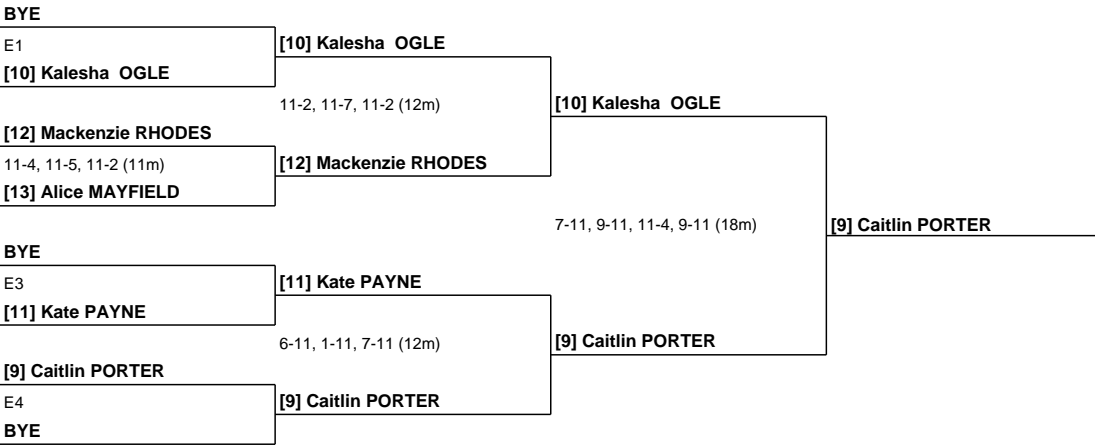 BYE
E1
[10] Kalesha OGLE
[12] Mackenzie RHODES
11-4, 11-5, 11-2 (11m)
[13] Alice MAYFIELD
BYE
E3
[11] Kate PAYNE
[9] Caitlin PORTER
E4
BYE
[10] Kalesha OGLE
11-2, 11-7, 11-2 (12m)
[12] Mackenzie RHODES
[11] Kate PAYNE
6-11, 1-11, 7-11 (12m)
[9] Caitlin PORTER
[10] Kalesha OGLE
7-11, 9-11, 11-4, 9-11 (18m)
[9] Caitlin PORTER
[9] Caitlin PORTER